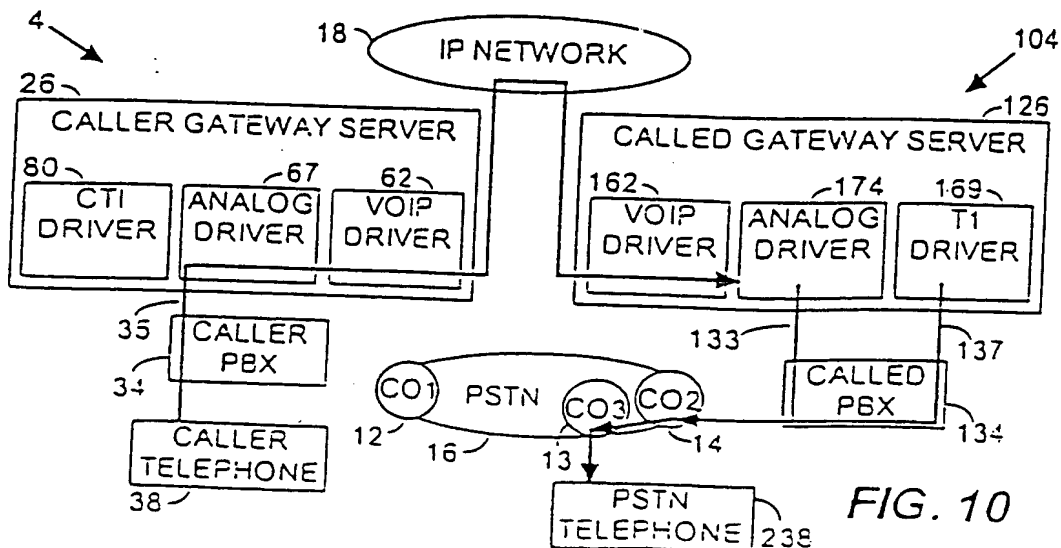 4
18
IP NETWORK
104
26
CALLER GATEWAY SERVER
126
CALLED GATEWAY SERVER
80
CTI
DRIVER
67
ANALOG
DRIVER
62
VOIP
DRIVER
162
VOIP
DRIVER
174
ANALOG
DRIVER
169
T1
DRIVER
35
CALLER
PBX
34
133
137
CALLED
PBX
134
CO1
PSTN
CO3
CO2
12
16
13
14
CALLER
TELEPHONE
38
PSTN
TELEPHONE
238
FIG. 10